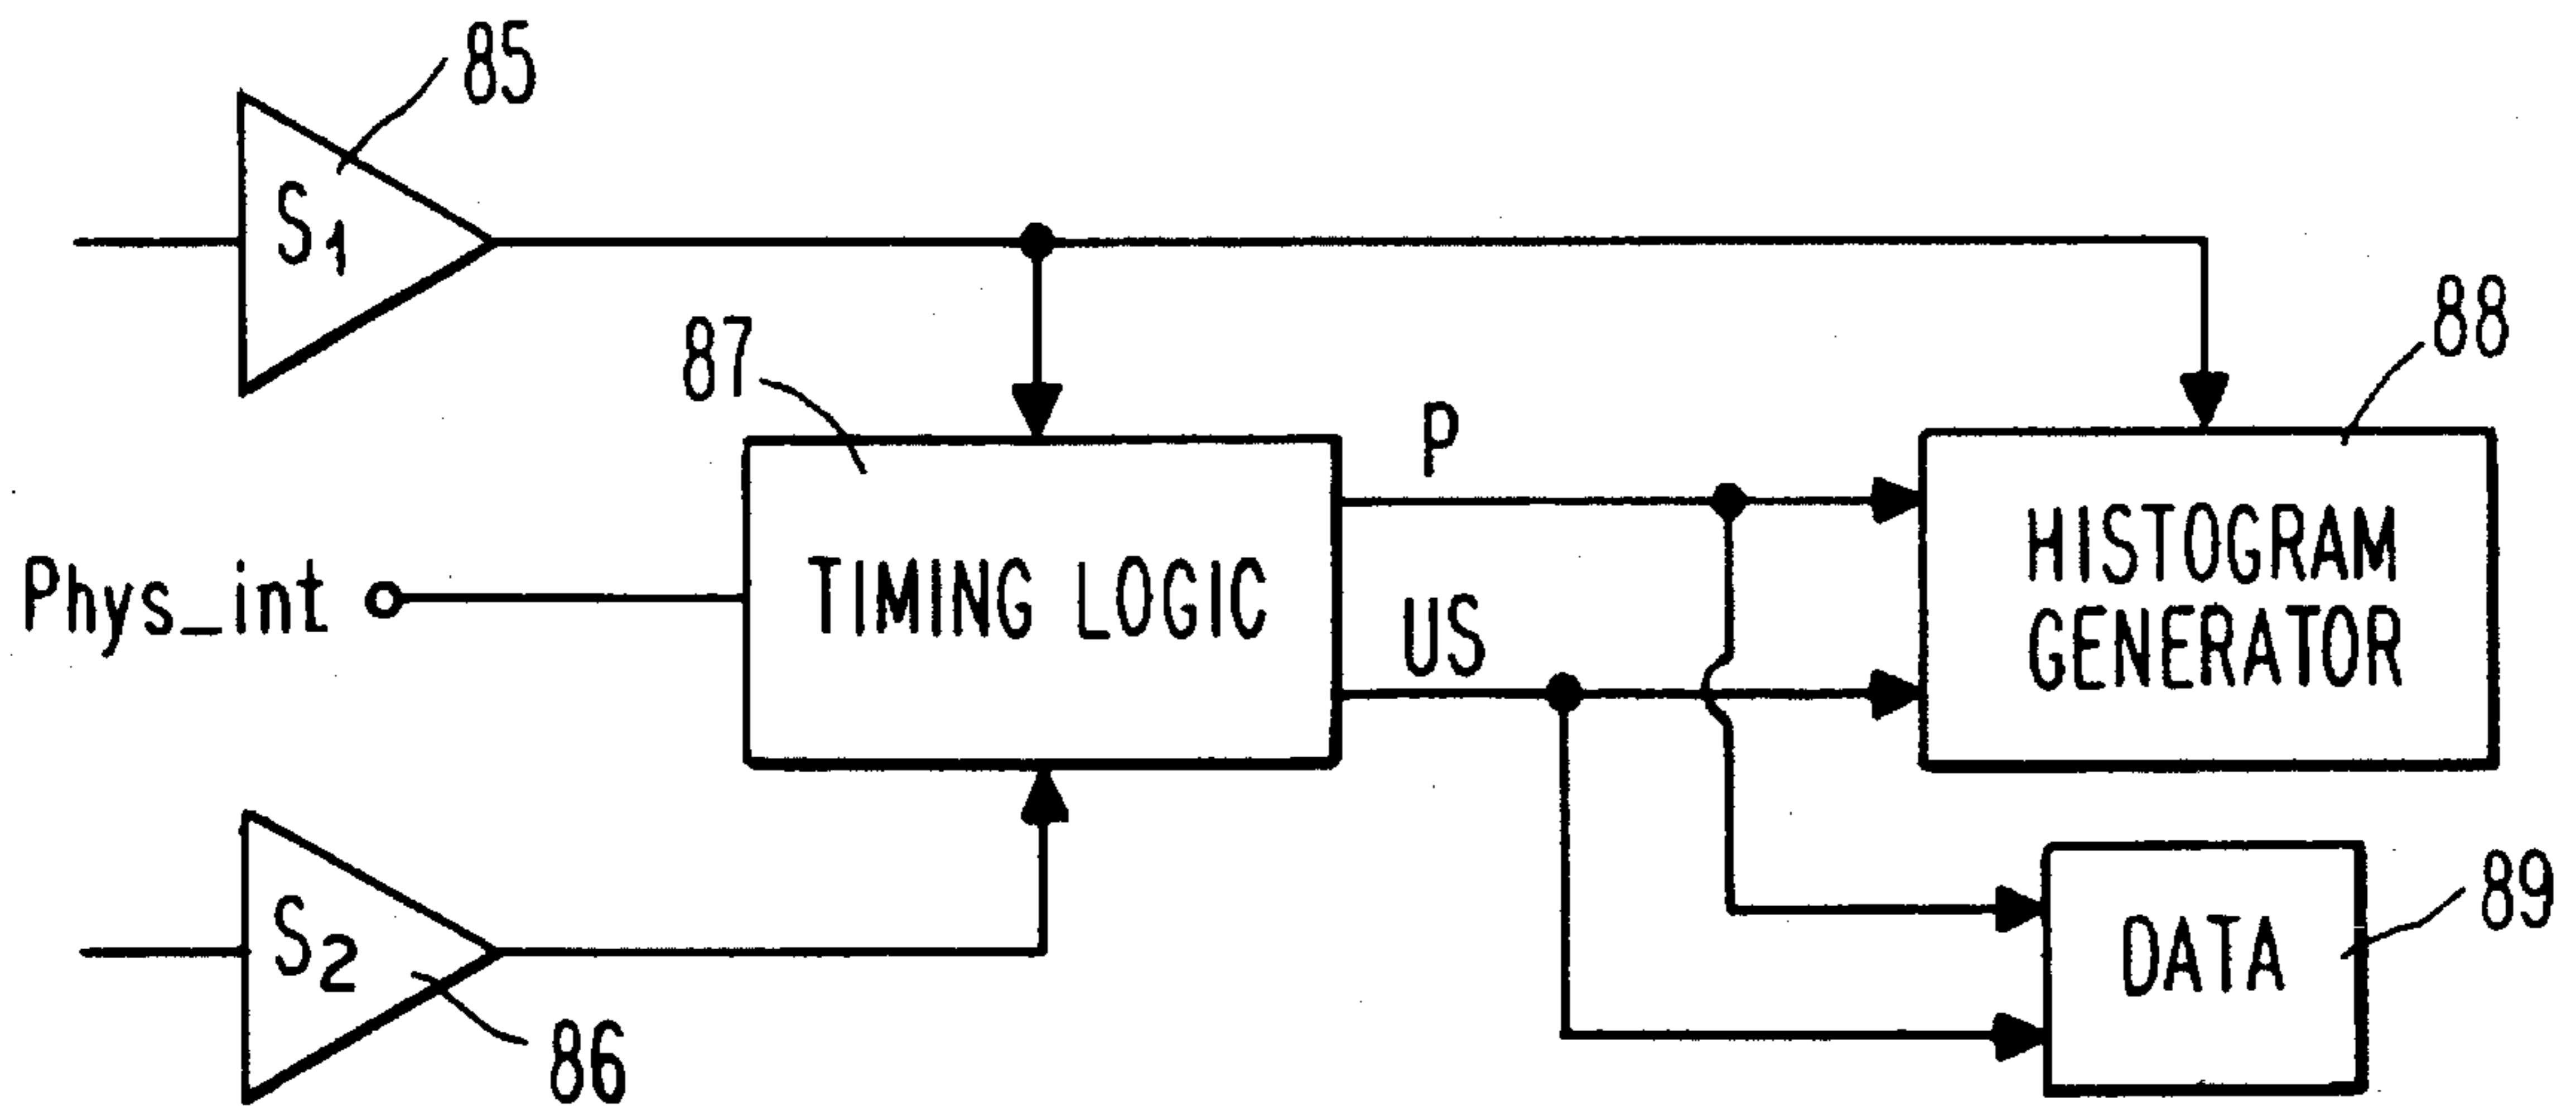 85
S1
88
87
P
Phys_int
TIMING LOGIC
US
HISTOGRAM
GENERATOR
S2
86
DATA
89